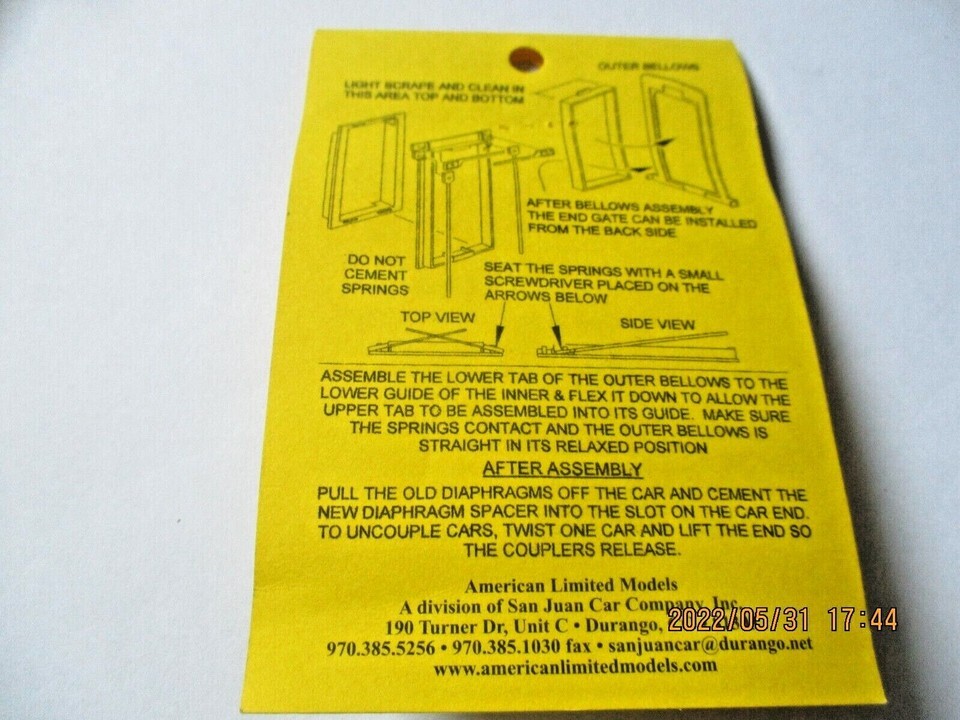 OUTER BELLOWS
LIGHT SCRAPE AND CLEAN IN
THIS AREA TOP AND BOTTOM
AFTER BELLOWS ASSEMBLY
THE END GATE CAN BE INSTALLED
FROM THE BACK SIDE
DO NOT
CEMENT
SPRINGS
SEAT THE SPRINGS WITH A SMALL
SCREWDRIVER PLACED ON THE
ARROWS BELOW
TOP VIEW
SIDE VIEW
ASSEMBLE THE LOWER TAB OF THE OUTER BELLOWS TO THE
LOWER GUIDE OF THE INNER & FLEX IT DOWN TO ALLOW THE
UPPER TAB TO BE ASSEMBLED INTO ITS GUIDE. MAKE SURE
THE SPRINGS CONTACT AND THE OUTER BELLOWS IS
STRAIGHT IN ITS RELAXED POSITION
AFTER ASSEMBLY
PULL THE OLD DIAPHRAGMS OFF THE CAR AND CEMENT THE
NEW DIAPHRAGM SPACER INTO THE SLOT ON THE CAR END.
TO UNCOUPLE CARS, TWIST ONE CAR AND LIFT THE END SO
THE COUPLERS RELEASE.
American Limited Models
A division of San Juan Car Company, Inc.
190 Turner Dr, Unit C • Durango,
2022/05/31 17:44
970.385.5256 • 970.385.1030 fax • sanjuancar@durango.net
www.americanlimitedmodels.com